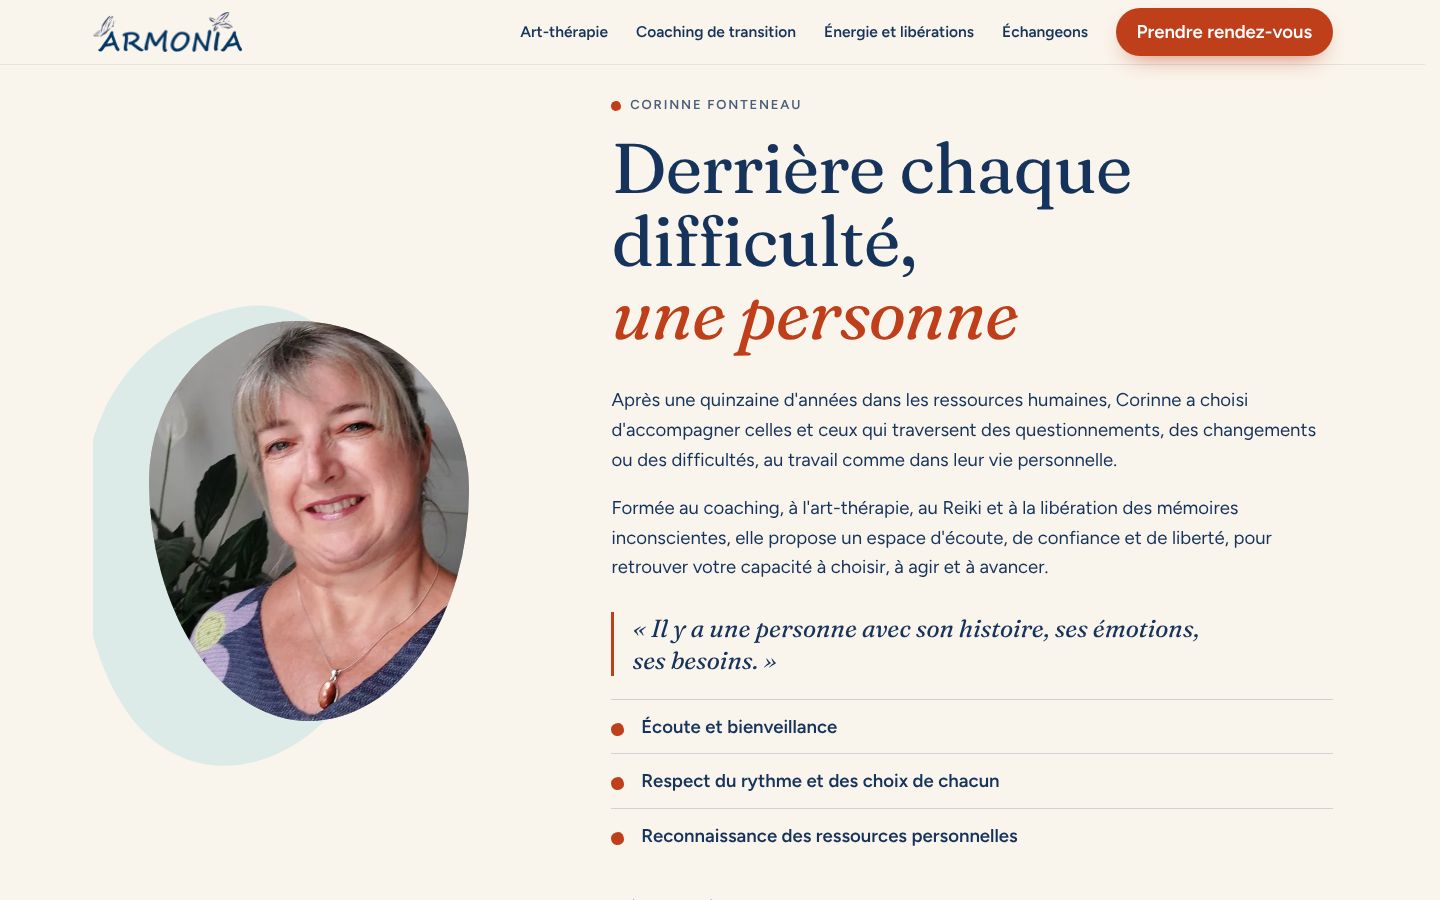 ARMONIA
Art-thérapie
Coaching de transition
Énergie et libérations
Échangeons
Prendre rendez-vous
CORINNE FONTENEAU
Derrière chaque
difficulté,
une personne
Après une quinzaine d'années dans les ressources humaines, Corinne a choisi
d'accompagner celles et ceux qui traversent des questionnements, des changements
ou des difficultés, au travail comme dans leur vie personnelle.
Formée au coaching, à l'art-thérapie, au Reiki et à la libération des mémoires
inconscientes, elle propose un espace d'écoute, de confiance et de liberté, pour
retrouver votre capacité à choisir, à agir et à avancer.
« Il y a une personne avec son histoire, ses émotions,
ses besoins. »
Écoute et bienveillance
Respect du rythme et des choix de chacun
Reconnaissance des ressources personnelles